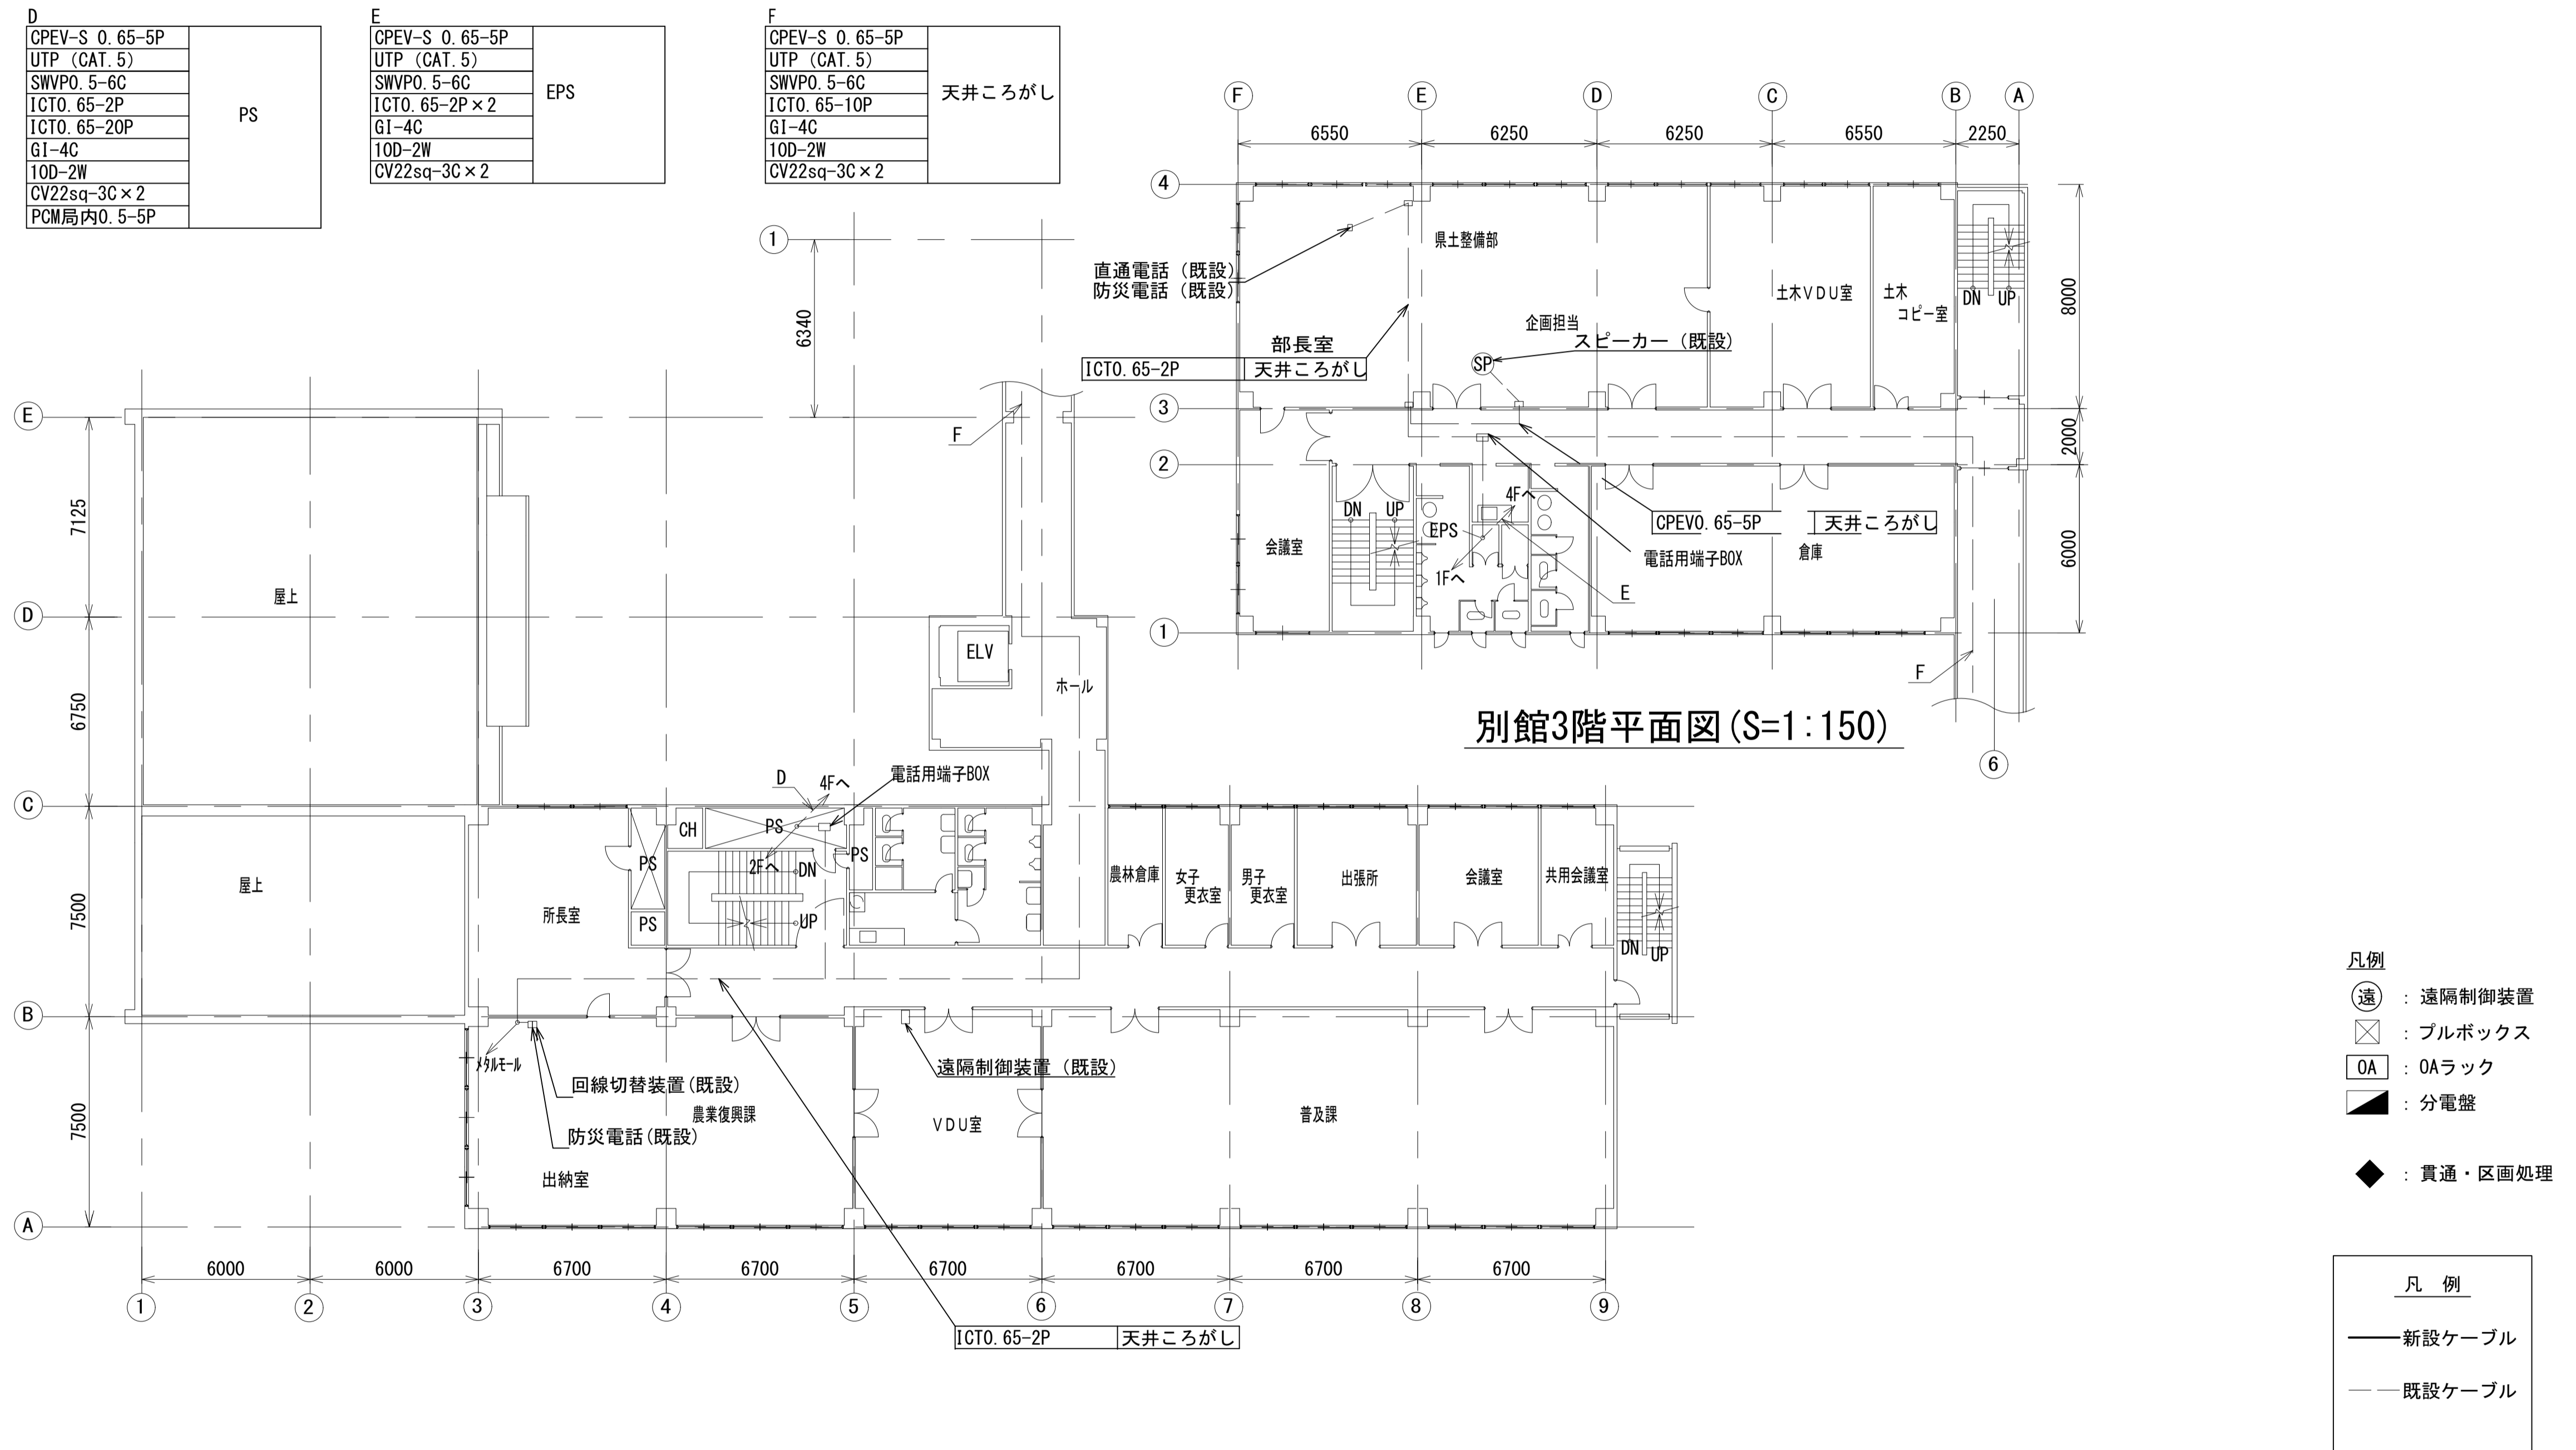 D
CPEV-S 0.65-5P
UTP (CAT.5)
SWVP0.5-6C
ICT0.65-2P
ICT0.65-20P
GI-4C
10D-2W
CV22sq-3C×2
PCM局内0.5-5P
PS
E
CPEV-S 0.65-5P
UTP (CAT.5)
SWVP0.5-6C
ICT0.65-2P×2
GI-4C
10D-2W
CV22sq-3C×2
EPS
F
CPEV-S 0.65-5P
UTP (CAT.5)
SWVP0.5-6C
ICT0.65-10P
GI-4C
10D-2W
CV22sq-3C×2
天井ころがし
F
E
D
C
B
A
6550
6250
6250
6550
2250
4
3
2
1
8000
2000
6000
県土整備部
直通電話（既設）
防災電話（既設）
部長室
ICT0.65-2P 天井ころがし
企画担当
スピーカー（既設）
SP
土木ＶＤＵ室
土木
コピー室
DN
UP
会議室
DN
UP
EPS
4Fへ
1Fへ
E
CPEV0.65-5P 天井ころがし
電話用端子BOX
倉庫
F
6
別館3階平面図(S=1:150)
1
6340
F
E
D
C
B
A
7125
6750
7500
7500
屋上
屋上
ELV
ホール
D
4Fへ
電話用端子BOX
CH
PS
PS
PS
PS
2Fへ
DN
UP
所長室
農林倉庫
女子
更衣室
男子
更衣室
出張所
会議室
共用会議室
DN
UP
ﾒﾀﾙﾓｰﾙ
回線切替装置(既設)
農業復興課
防災電話(既設)
出納室
遠隔制御装置（既設）
ＶＤＵ室
普及課
6000
6000
6700
6700
6700
6700
6700
6700
1
2
3
4
5
6
7
8
9
ICT0.65-2P 天井ころがし
凡例
遠 ：遠隔制御装置
：プルボックス
OA ：OAラック
：分電盤
：貫通・区画処理
凡 例
新設ケーブル
既設ケーブル